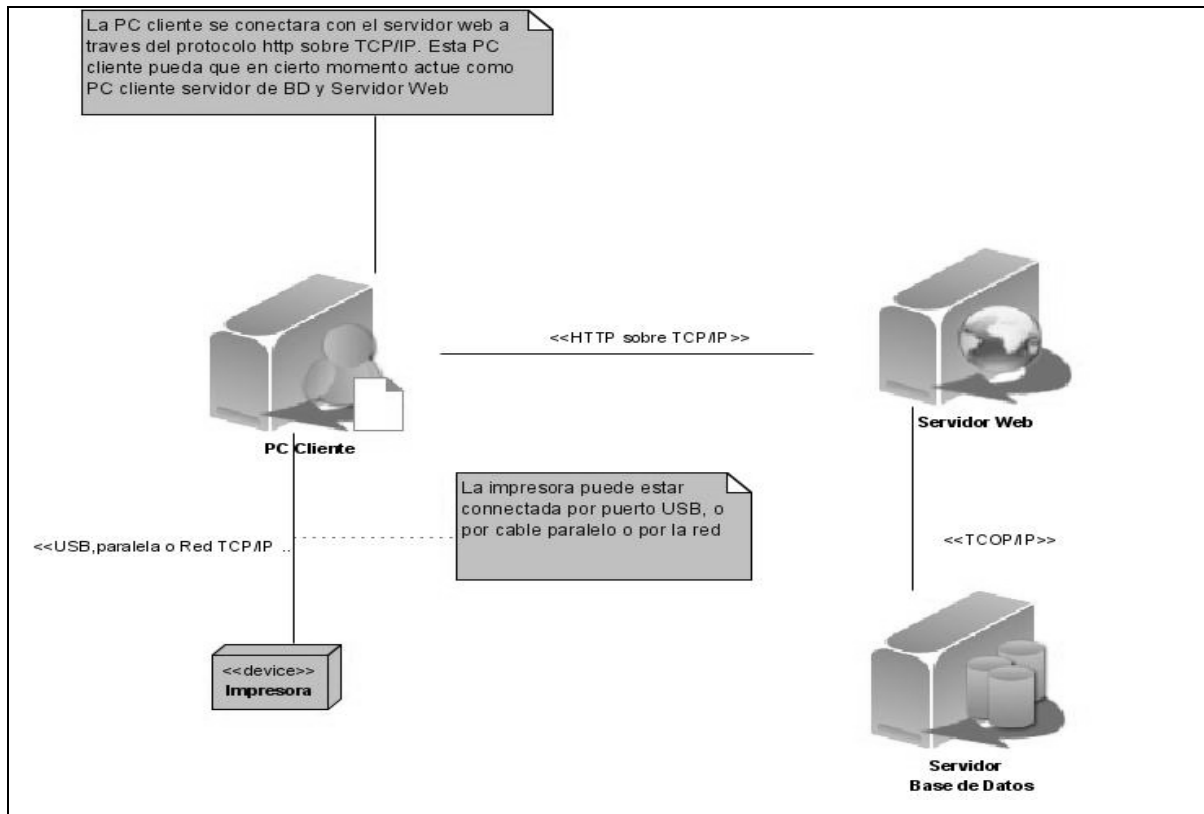 La PC cliente se conectara con el servidor web a
traves del protocolo http sobre TCP/IP. Esta PC
cliente pueda que en cierto momento actue como
PC cliente servidor de BD y Servidor Web
<<HTTP sobre TCP/IP>>
PC Cliente
Servidor Web
La impresora puede estar
connectada por puerto USB, o
por cable paralelo o por la red
<<USB,paralela o Red TCP/IP ..
<<TCOP/IP>>
<<device>>
Impresora
Servidor
Base de Datos